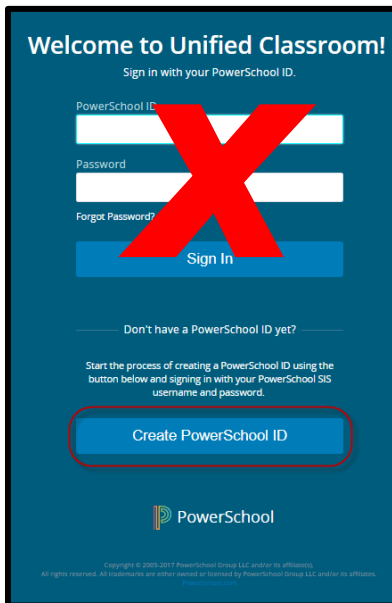 Welcome to Unified Classroom!
Sign in with your PowerSchool ID.
PowerSchool ID
Password
Forgot Password?
Sign In
Don't have a PowerSchool ID yet?
Start the process of creating a PowerSchool ID using the
button below and signing in with your PowerSchool SIS
username and password.
Create PowerSchool ID
PowerSchool
Copyright © 2005-2017 PowerSchool Group LLC and/or its affiliate(s).
All rights reserved. All trademarks are either owned or licensed by PowerSchool Group LLC and/or its affiliates.
PowerSchool.com